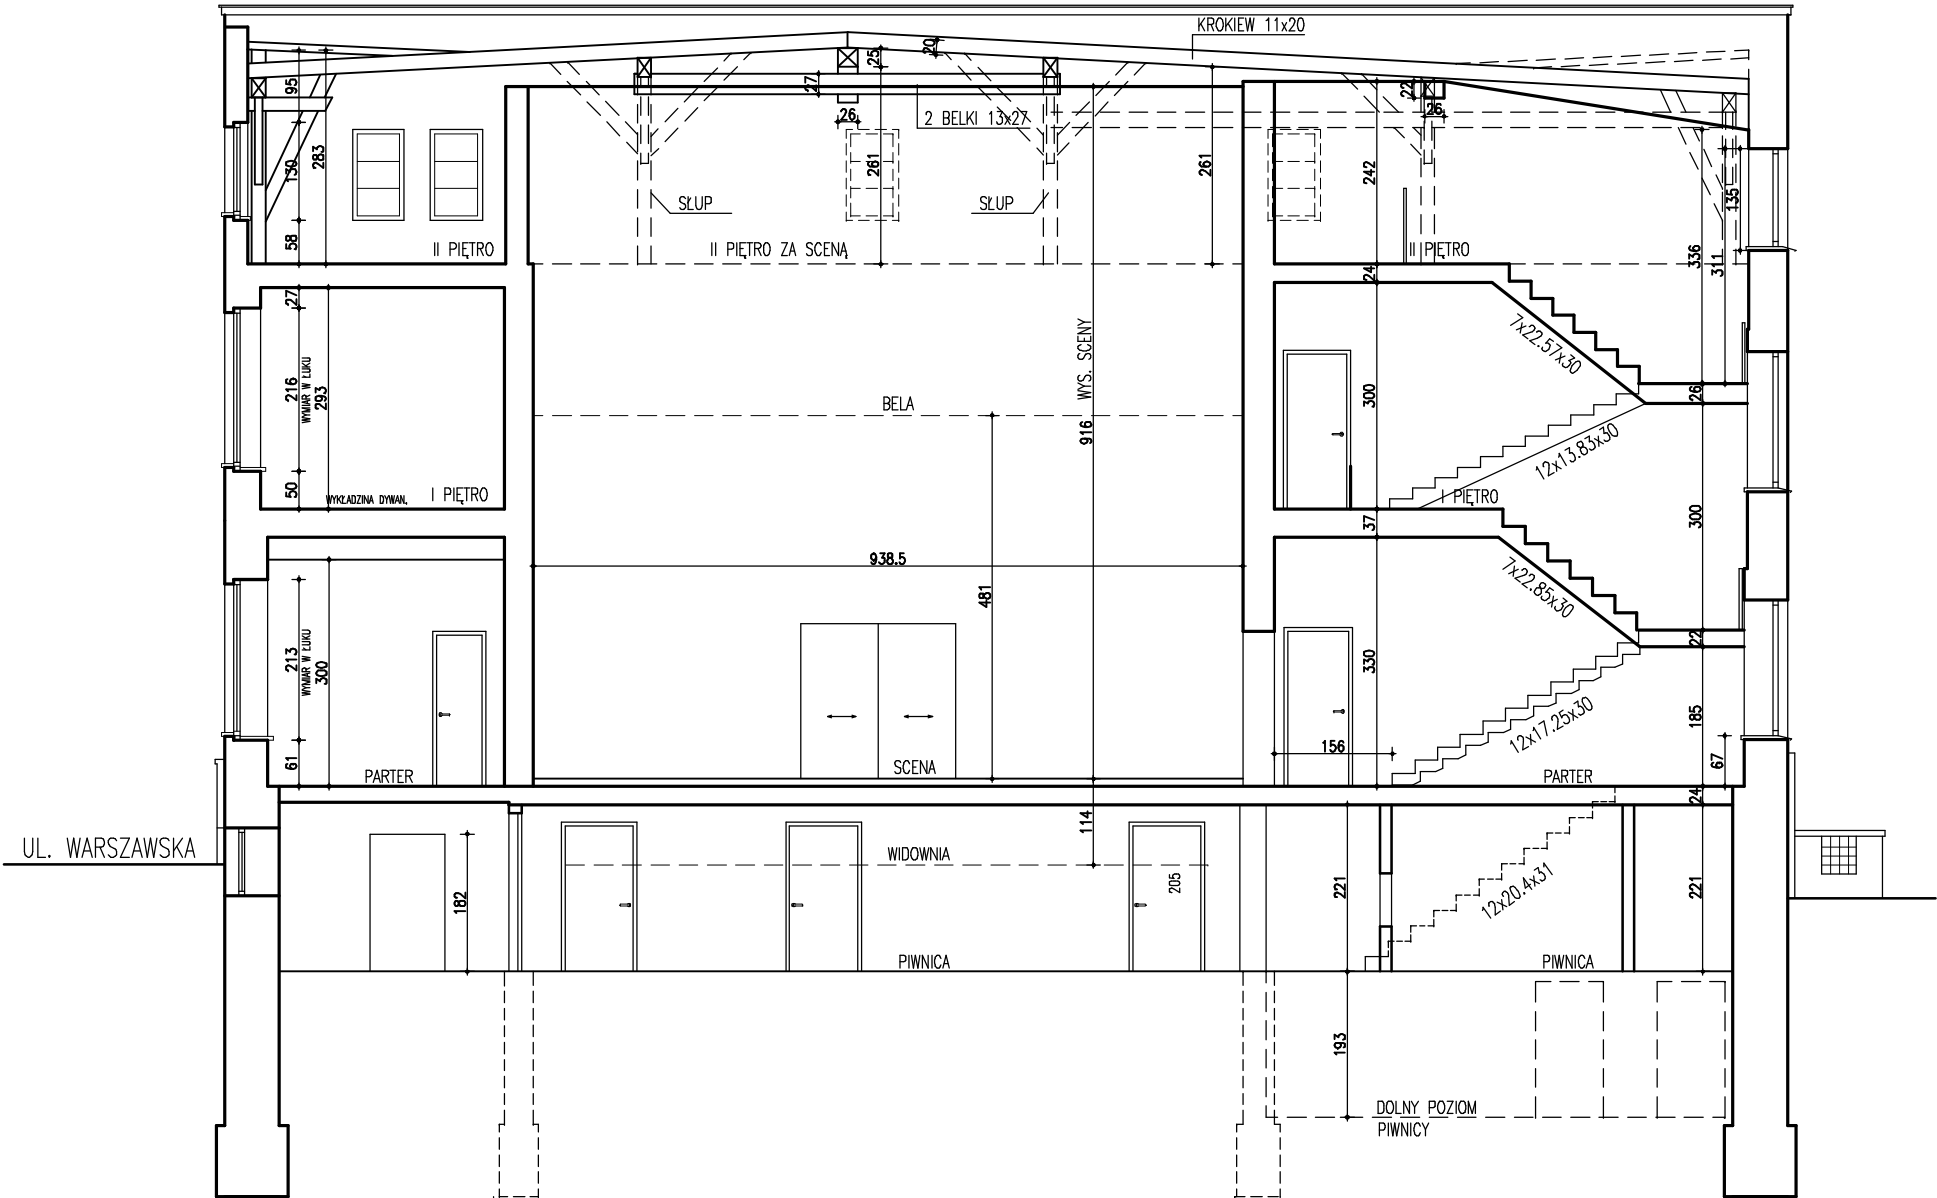 KROKIEW 11x20
20
25
95
27
22
26
26
2 BELKI 13x27
130
283
261
261
242
135
SŁUP
SŁUP
58
II PIĘTRO
II PIĘTRO ZA SCENĄ
II PIĘTRO
336
311
24
27
WYS. SCENY
7x22.57x30
216
WYMIAR W ŁUKU
293
BELA
300
26
916
12x13.83x30
50
WYKŁADZINA DYWAN.
I PIĘTRO
I PIĘTRO
37
300
938.5
7x22.85x30
481
213
WYMIAR W ŁUKU
300
330
22
12x17.25x30
185
156
61
67
PARTER
SCENA
PARTER
24
114
UL. WARSZAWSKA
WIDOWNIA
182
205
221
12x20.4x31
221
PIWNICA
PIWNICA
193
DOLNY POZIOM
PIWNICY